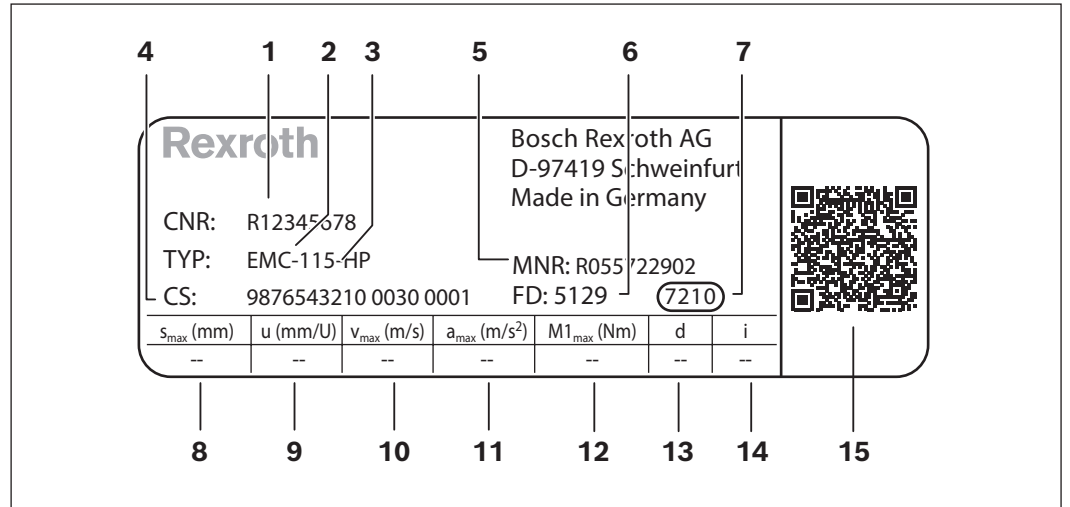 4 1 2 3 5 6 7
Rexroth
Bosch Rexroth AG
D-97419 Schweinfurt
Made in Germany
CNR: R12345678
TYP: EMC-115-HP
MNR: R055722902
CS: 9876543210 0030 0001 FD: 5129 7210
smax (mm) u (mm/U) vmax (m/s) amax (m/s2) M1max (Nm) d i
-- -- -- -- -- -- --
8 9 10 11 12 13 14 15